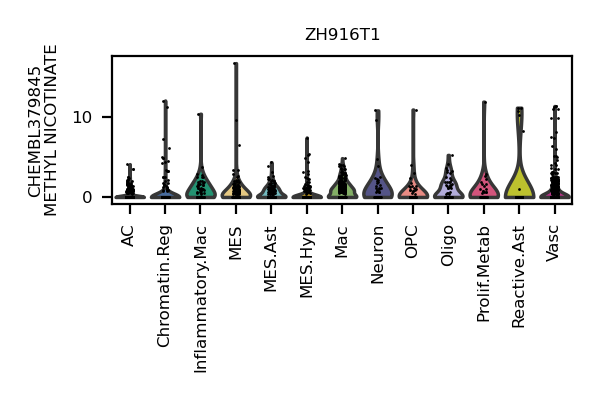 ZH916T1
CHEMBL379845
METHYL NICOTINATE
10
0
AC
Chromatin.Reg
Inflammatory.Mac
MES
MES.Ast
MES.Hyp
Mac
Neuron
OPC
Oligo
Prolif.Metab
Reactive.Ast
Vasc